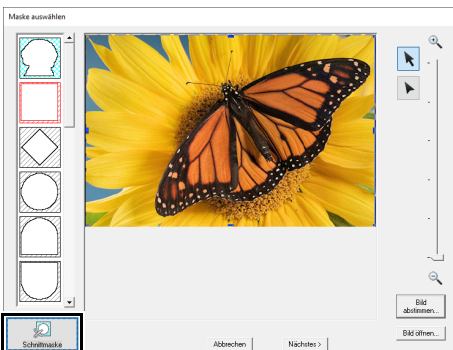 Maske auswählen
Bild
abstimmen...
Bild öffnen...
Schnittmaske
Abbrechen
Nächstes >